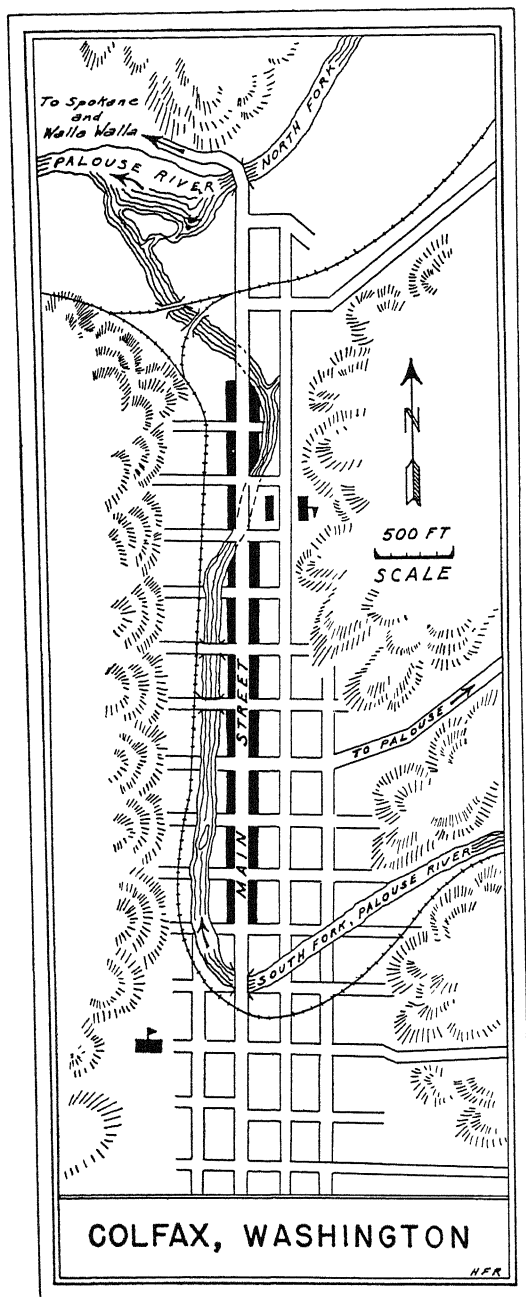 To Spokane
and
Walla Walla
PALOUSE RIVER
NORTH FORK
N
500 FT
SCALE
MAIN STREET
TO PALOUSE
SOUTH FORK, PALOUSE RIVER
COLFAX, WASHINGTON
HFR